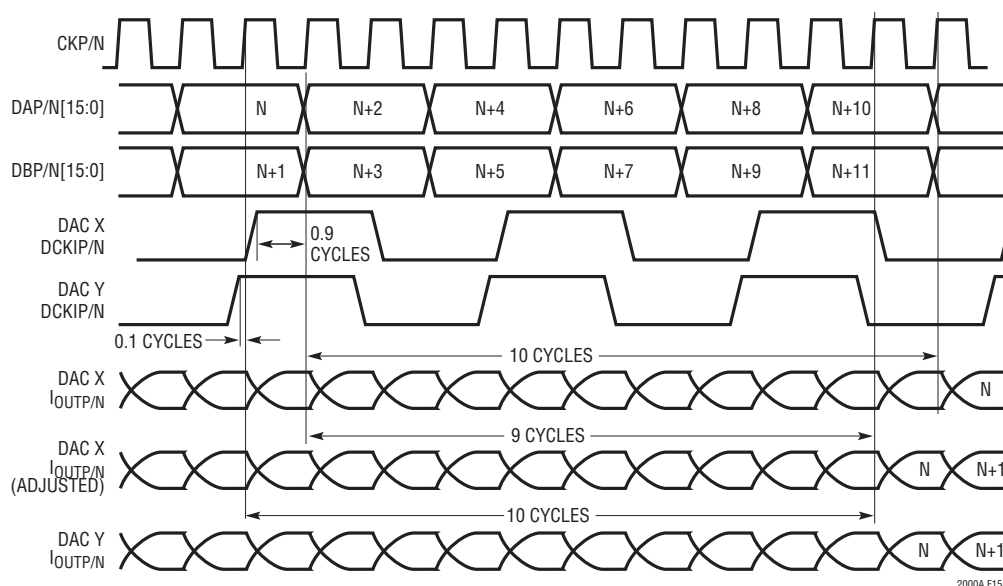 CKP/N
DAP/N[15:0]
N N+2 N+4 N+6 N+8 N+10
DBP/N[15:0]
N+1 N+3 N+5 N+7 N+9 N+11
DAC X
DCKIP/N
0.9
CYCLES
DAC Y
DCKIP/N
0.1 CYCLES
10 CYCLES
DAC X
IOUTP/N
N
9 CYCLES
DAC X
IOUTP/N
(ADJUSTED)
N N+1
10 CYCLES
DAC Y
IOUTP/N
N N+1
2000A F15